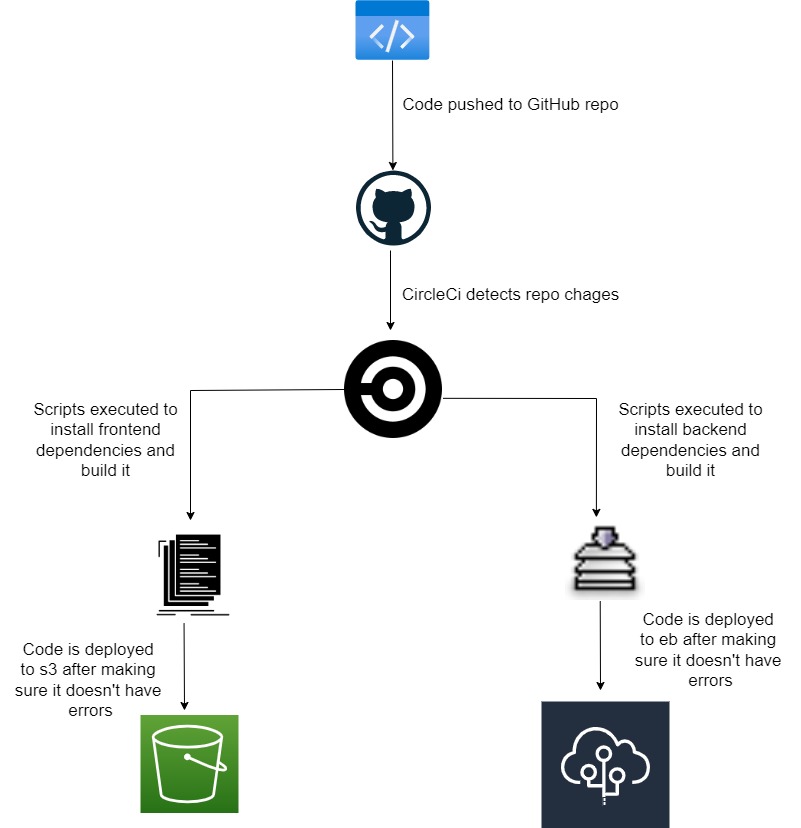 Code pushed to GitHub repo
CircleCi detects repo chages
Scripts executed to
install frontend
dependencies and
build it
Scripts executed to
install backend
dependencies and
build it
Code is deployed
to s3 after making
sure it doesn't have
errors
Code is deployed
to eb after making
sure it doesn't have
errors